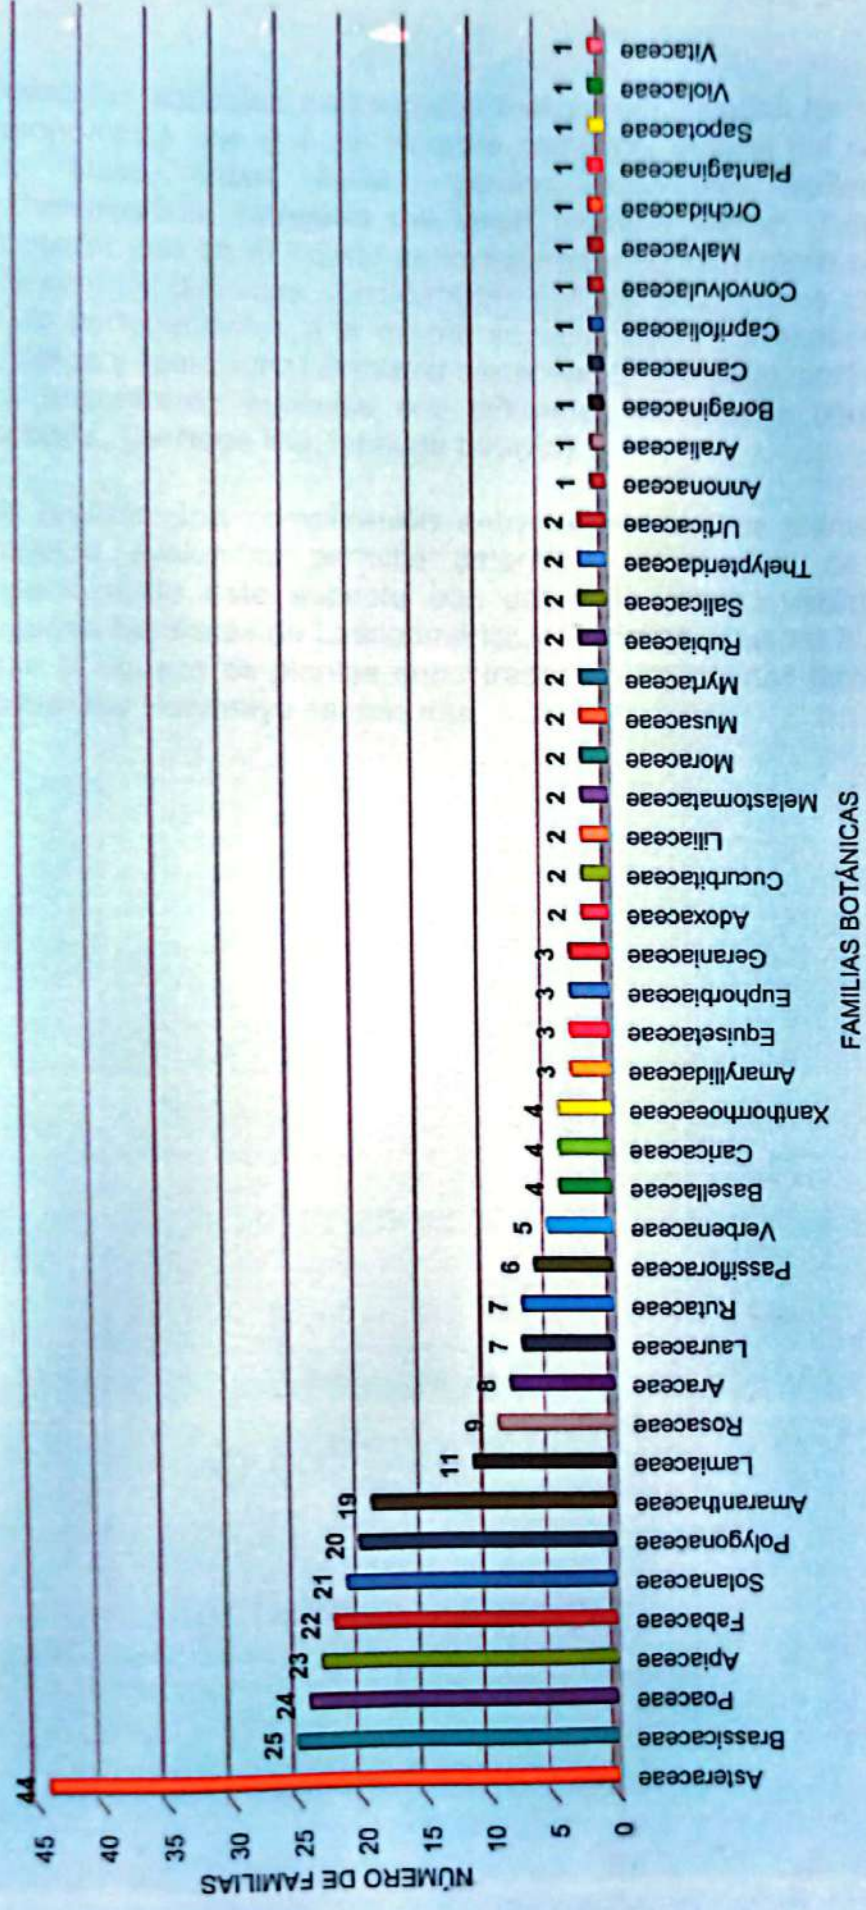 NÚMERO DE FAMILIAS
45
40
35
30
25
20
15
10
5
0
44
25
24
23
22
21
20
19
11
9
8
7
7
6
5
4
4
4
3
3
3
3
2
2
2
2
2
2
2
2
2
2
2
1
1
1
1
1
1
1
1
1
1
1
1
Asteraceae
Brassicaceae
Poaceae
Apiaceae
Fabaceae
Solanaceae
Polygonaceae
Amaranthaceae
Lamiaceae
Rosaceae
Araceae
Lauraceae
Rutaceae
Passifloraceae
Verbenaceae
Basellaceae
Caricaceae
Xanthorrhoeaceae
Amaryllidaceae
Equisetaceae
Euphorbiaceae
Geraniaceae
Adoxaceae
Cucurbitaceae
Liliaceae
Melastomataceae
Moraceae
Musaceae
Myrtaceae
Rubiaceae
Salicaceae
Thelypteridaceae
Urticaceae
Annonaceae
Araliaceae
Boraginaceae
Cannaceae
Caprifoliaceae
Convolvulaceae
Malvaceae
Orchidaceae
Plantaginaceae
Sapotaceae
Violaceae
Vitaceae
FAMILIAS BOTÁNICAS